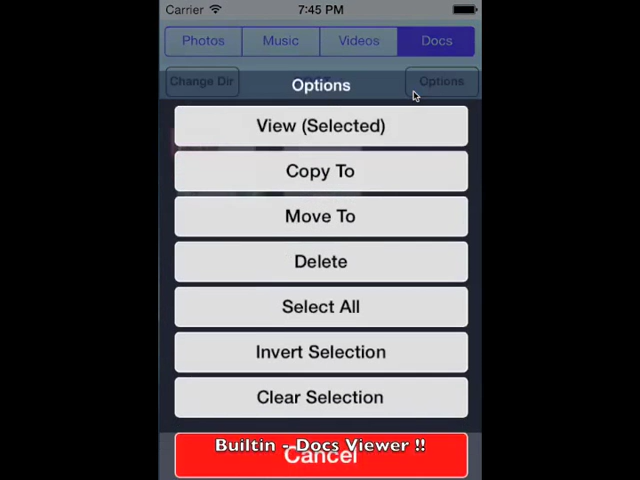 Carrier 7:45 PM
Photos Music Videos Docs
Change Dir Options
Options
View (Selected)
Copy To
Move To
Delete
Select All
Invert Selection
Clear Selection
Builtin - Docs Viewer !!
Cancel